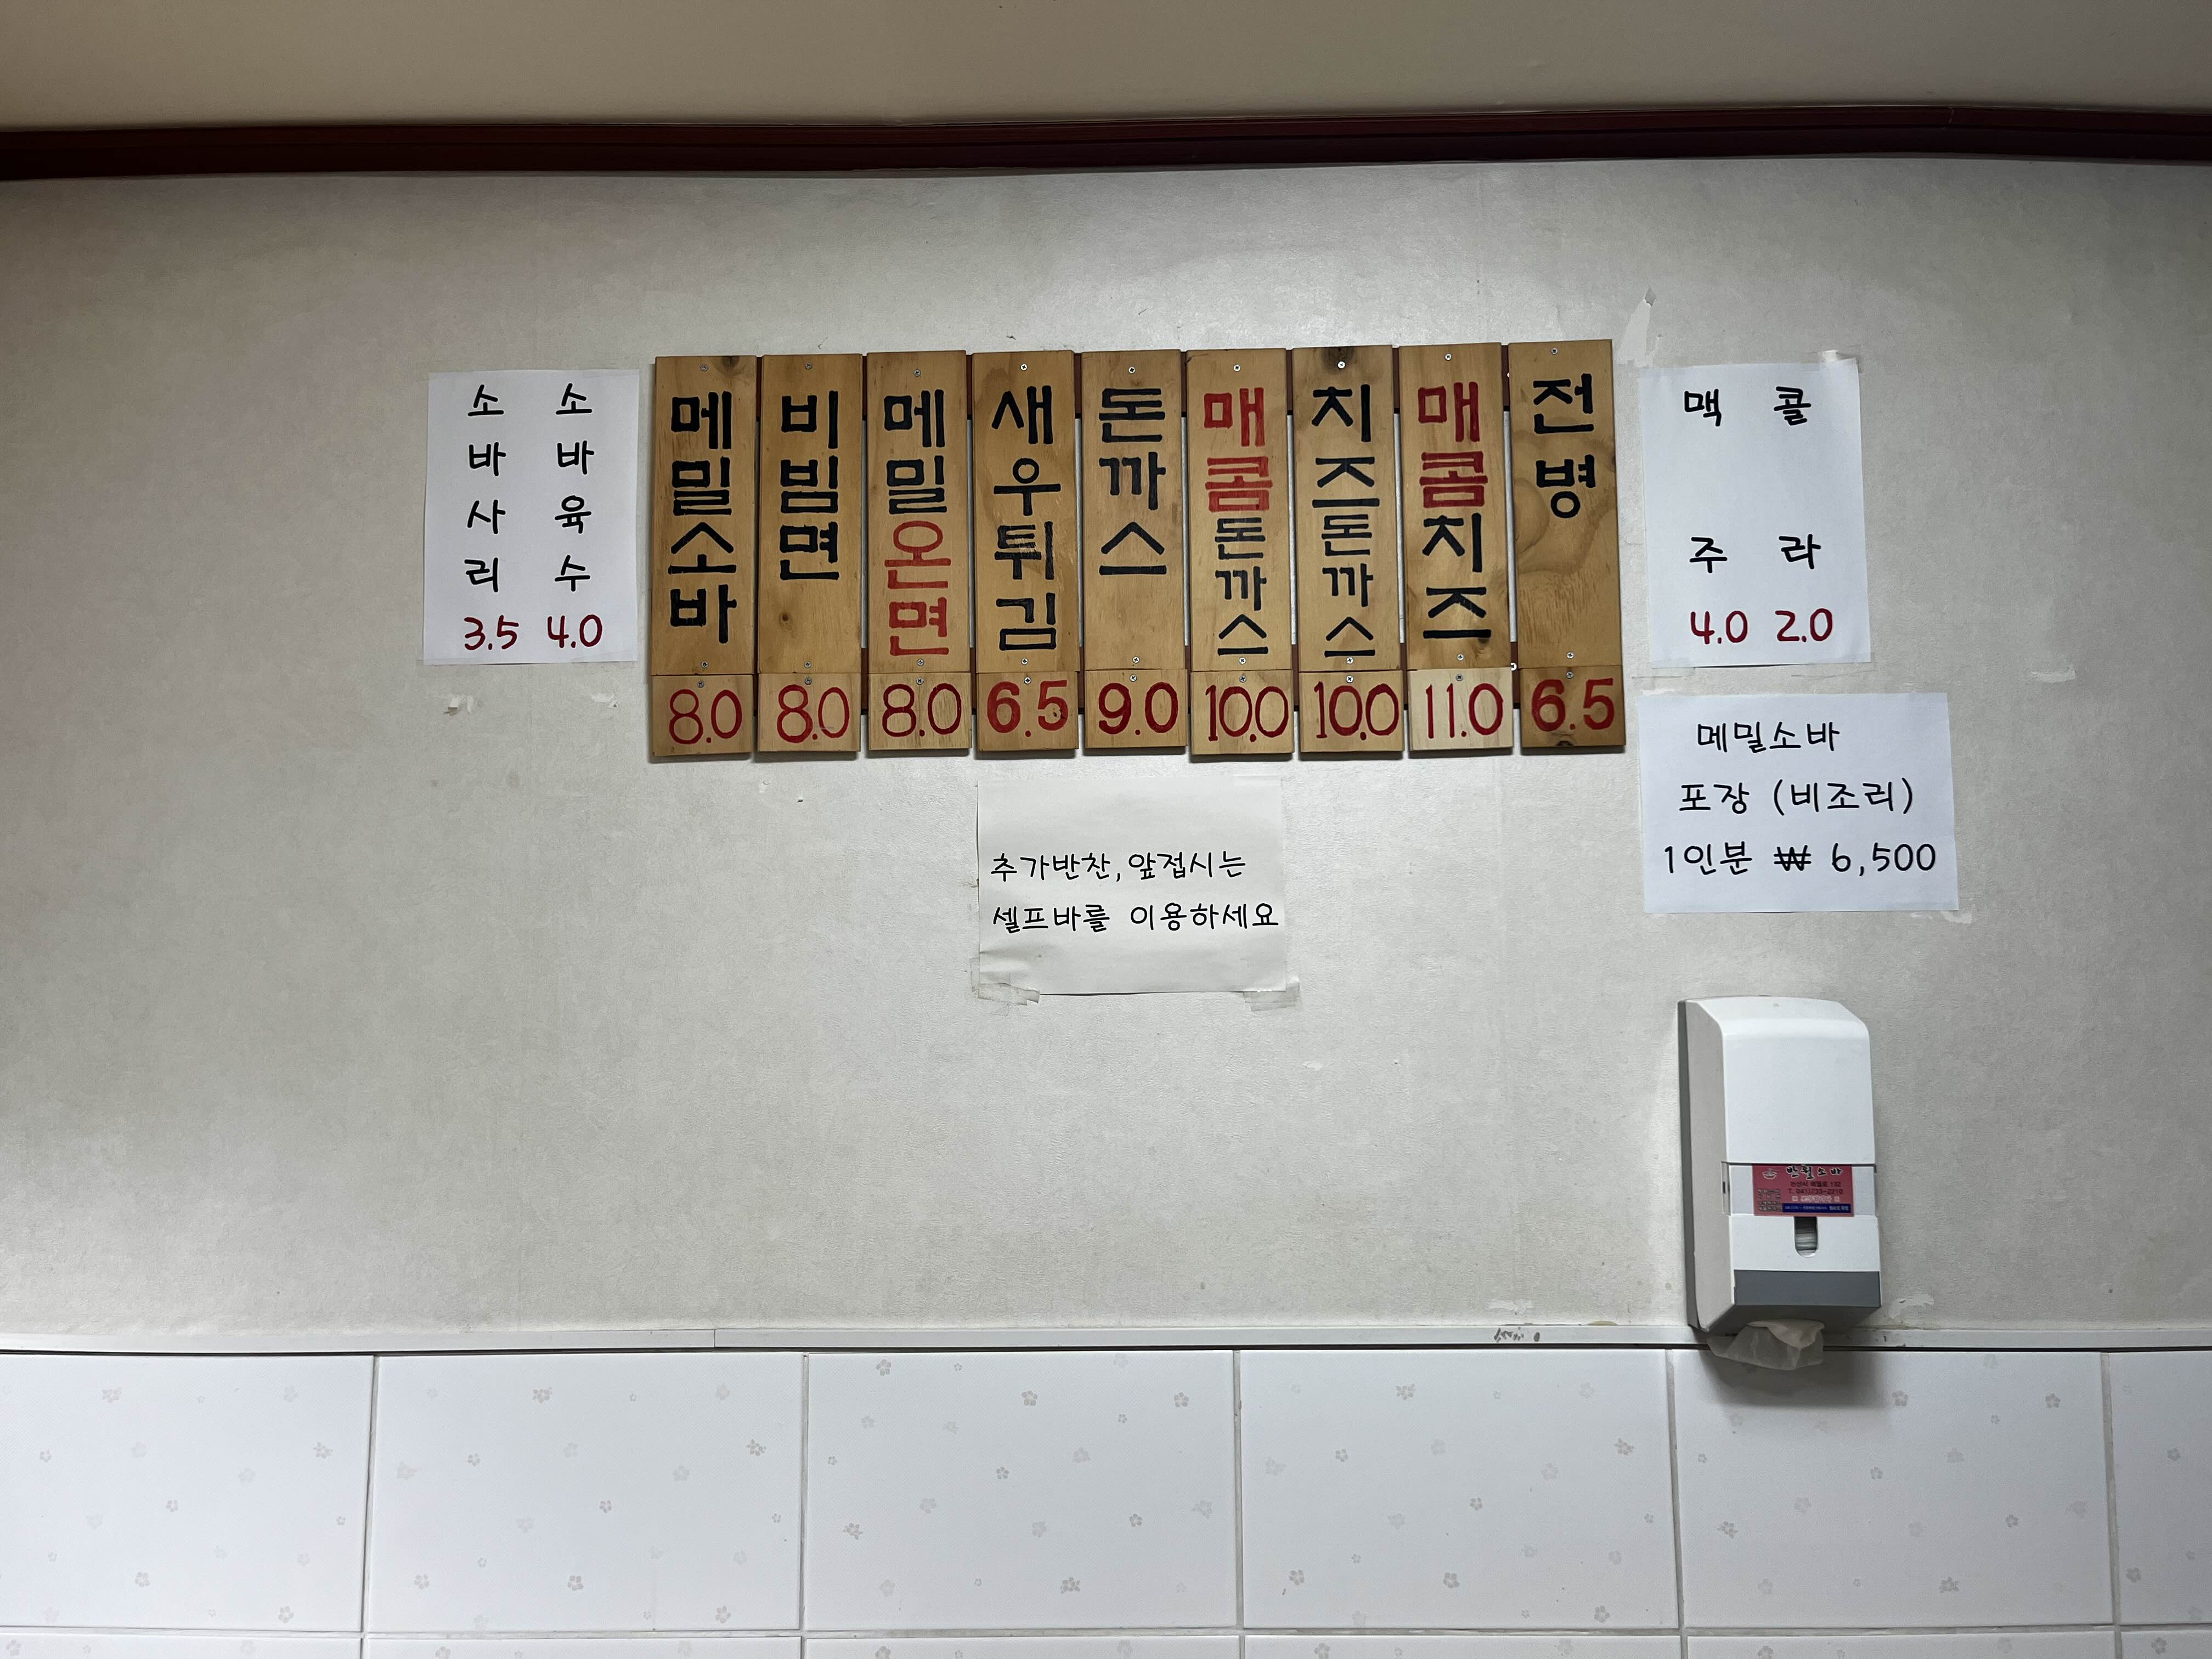 소바사리 3.5
소바육수 4.0
메밀소바 8.0
비빔면 8.0
메밀온면 8.0
새우튀김 6.5
돈까스 9.0
매콤돈까스 10.0
치즈돈까스 10.0
매콤치즈 11.0
전병 6.5
맥주 4.0
콜라 2.0
메밀소바
포장 (비조리)
1인분 ₩ 6,500
추가반찬, 앞접시는
셀프바를 이용하세요
반월소바